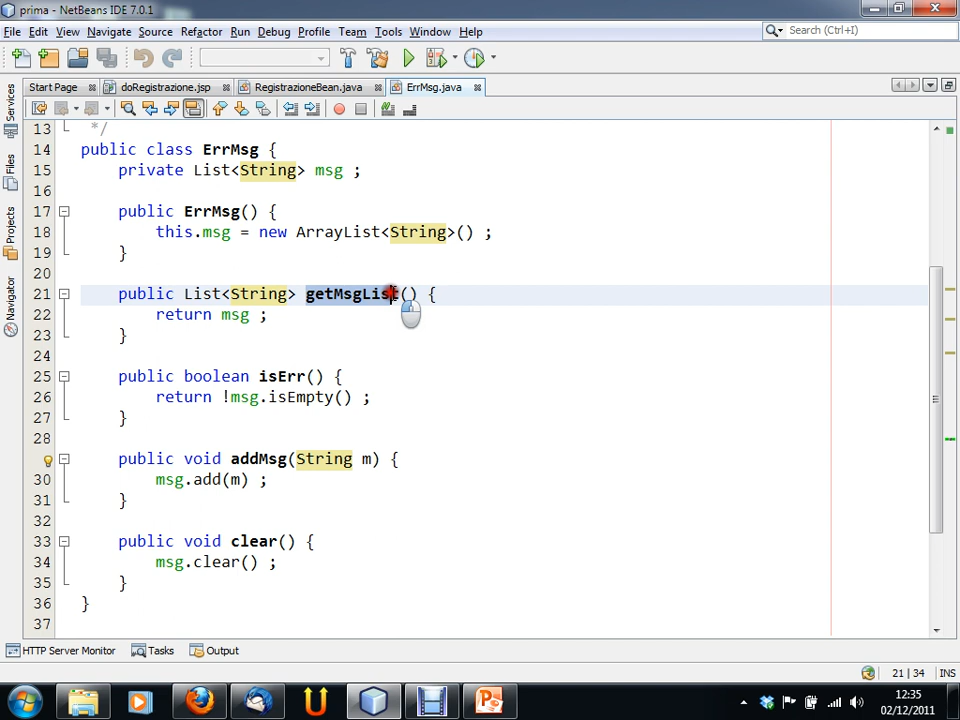 prima - NetBeans IDE 7.0.1
File Edit View Navigate Source Refactor Run Debug Profile Team Tools Window Help
Search (Ctrl+I)
Start Page doRegistrazione.jsp RegistrazioneBean.java ErrMsg.java
Services
Files
Projects
Navigator
13 */
14 public class ErrMsg {
15 private List<String> msg ;
16
17 public ErrMsg() {
18 this.msg = new ArrayList<String>() ;
19 }
20
21 public List<String> getMsgList() {
22 return msg ;
23 }
24
25 public boolean isErr() {
26 return !msg.isEmpty() ;
27 }
28
public void addMsg(String m) {
30 msg.add(m) ;
31 }
32
33 public void clear() {
34 msg.clear() ;
35 }
36 }
37
HTTP Server Monitor Tasks Output
21 | 34 INS
12:35
02/12/2011